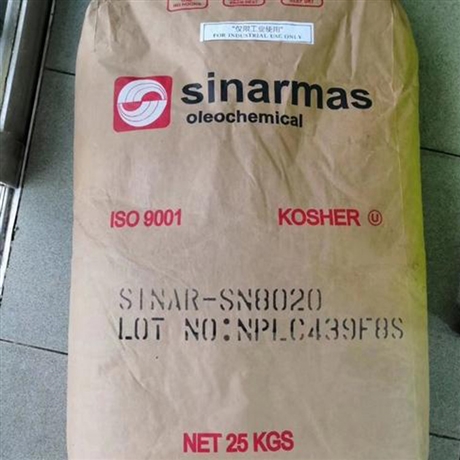 "仅限工业使用"
FOR INDUSTRIAL USE ONLY
sinarmas
oleochemical
ISO 9001
KOSHER U
SINAR-SN8020
LOT NO:NPLC439F8S
NET 25 KGS